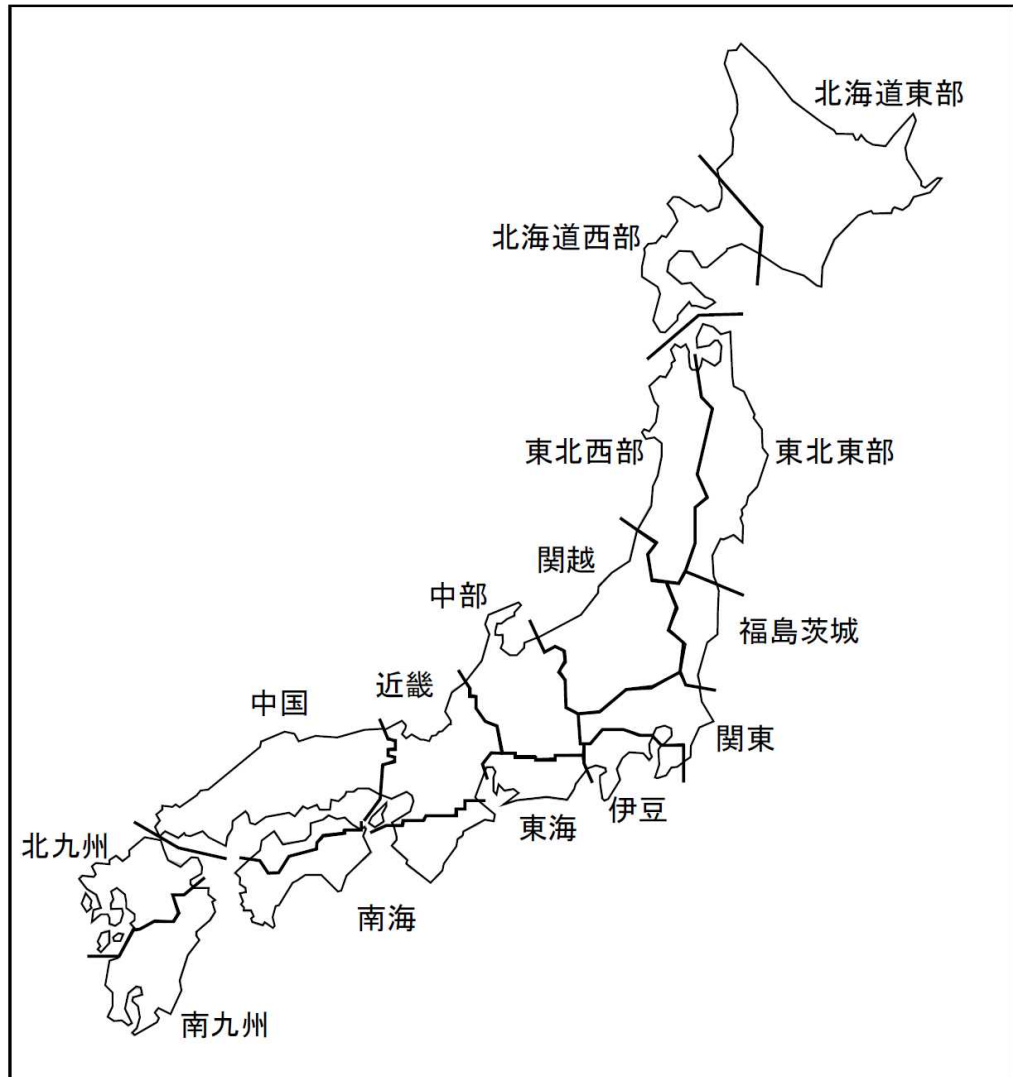 北海道東部
北海道西部
東北西部
東北東部
関越
中部
福島茨城
近畿
中国
関東
伊豆
東海
北九州
南海
南九州